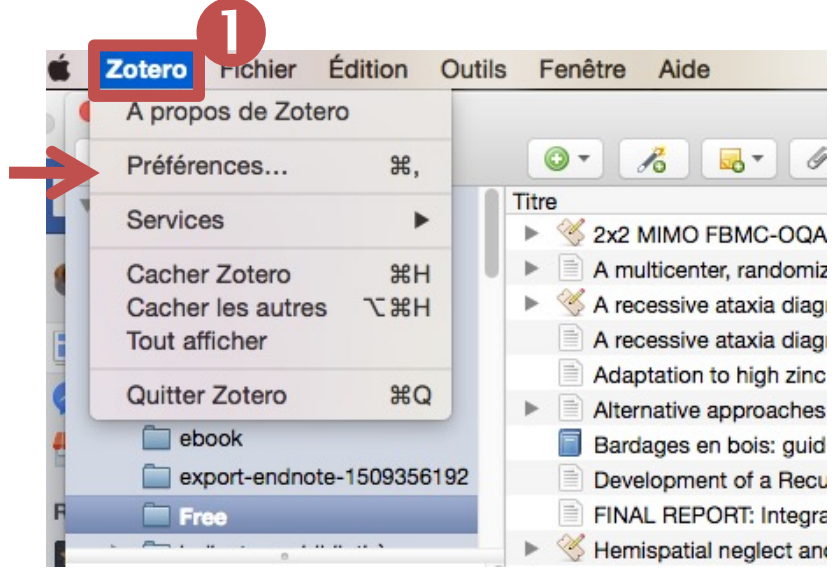 1
Zotero Fichier Édition Outils Fenêtre Aide
A propos de Zotero
Préférences... ⌘,
Services ▶
Cacher Zotero ⌘H
Cacher les autres ⌥⌘H
Tout afficher
Quitter Zotero ⌘Q
ebook
export-endnote-1509356192
Free
Titre
2x2 MIMO FBMC-OQA
A multicenter, randomiz
A recessive ataxia diagn
A recessive ataxia diagn
Adaptation to high zinc
Alternative approaches
Bardages en bois: guid
Development of a Recu
FINAL REPORT: Integra
Hemispatial neglect and